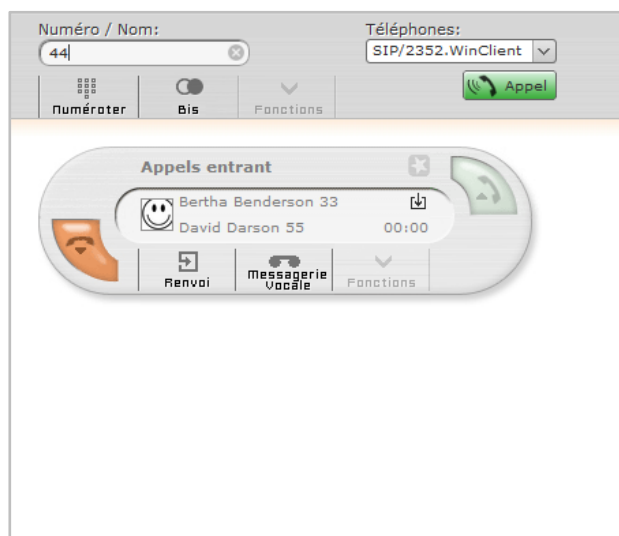 Numéro / Nom:
Téléphones:
44
SIP/2352.WinClient
Numéroter
Bis
Fonctions
Appel
Appels entrant
Bertha Benderson 33
David Darson 55
00:00
Renvoi
Messagerie
Vocale
Fonctions